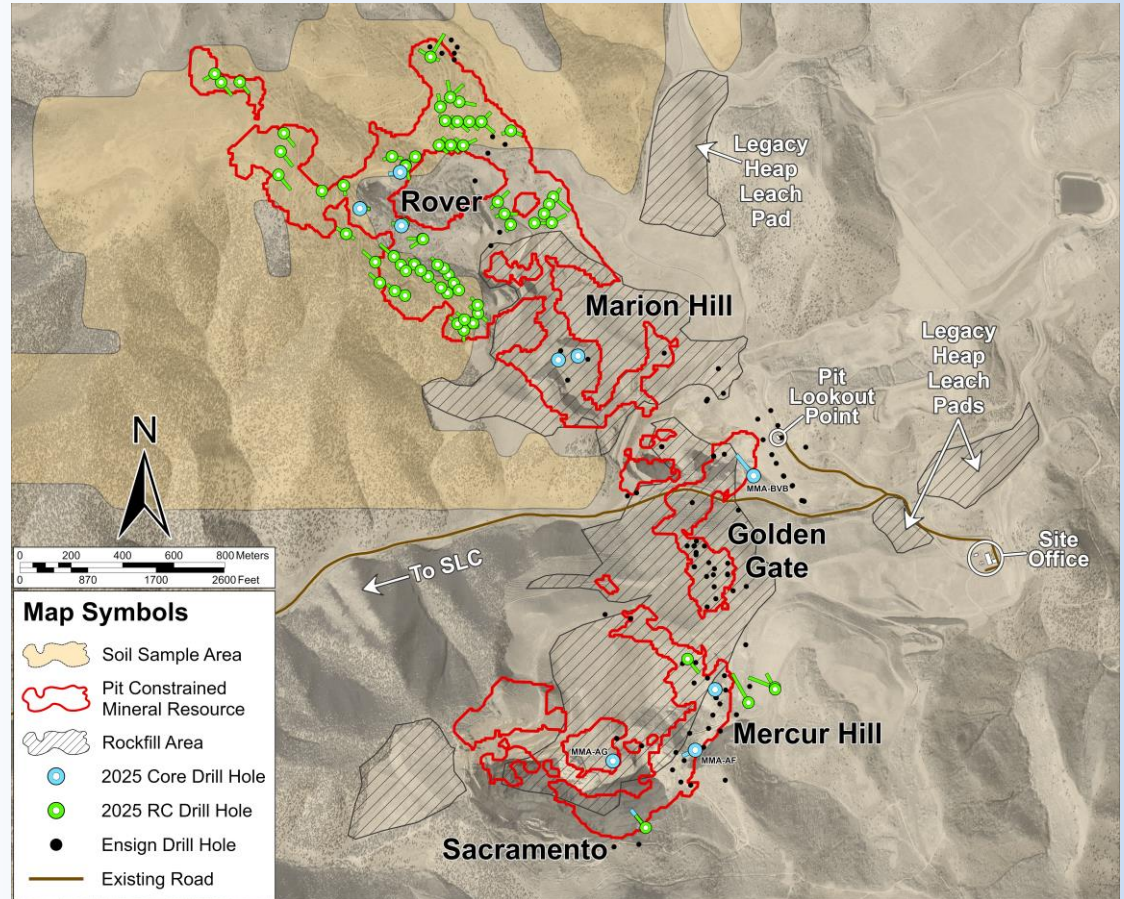 Legacy
Heap
Leach
Pad
Rover
Marion Hill
Legacy
Heap
Leach
Pads
Pit
Lookout
Point
N
MMA-BVB
Golden
Gate
Site
Office
To SLC
0 200 400 600 800 Meters
0 870 1700 2600 Feet
Map Symbols
Soil Sample Area
Pit Constrained
Mineral Resource
Rockfill Area
2025 Core Drill Hole
2025 RC Drill Hole
Ensign Drill Hole
Existing Road
Mercur Hill
MMA-AG
MMA-AF
Sacramento